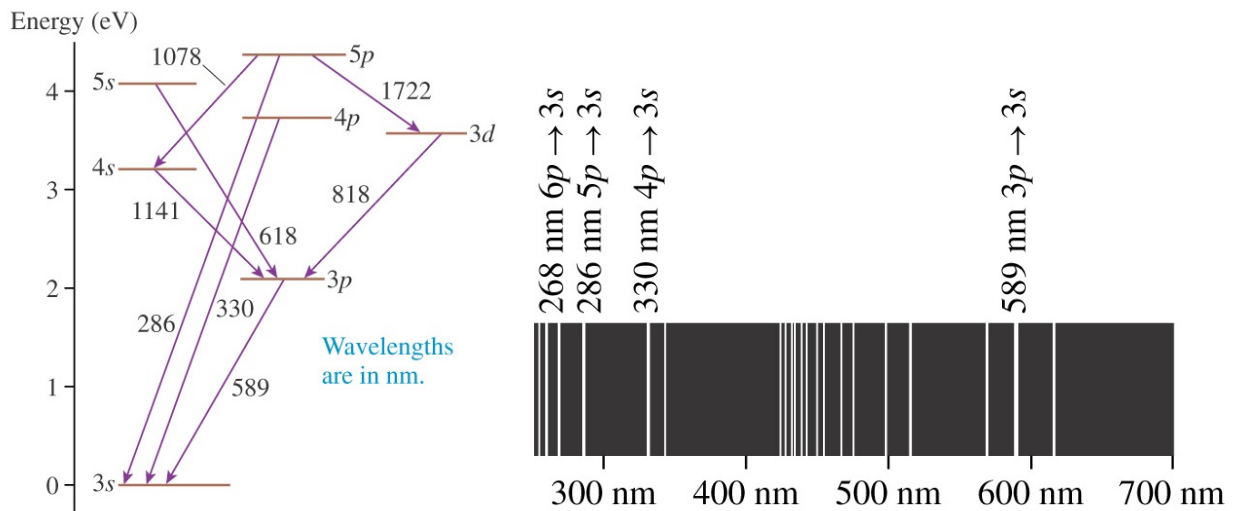 Energy (eV)
1078
5p
5s
1722
4
4p
3d
4s
3
818
1141
618
3p
2
286
330
Wavelengths
are in nm.
589
1
0
3s
268 nm 6p → 3s
286 nm 5p → 3s
330 nm 4p → 3s
589 nm 3p → 3s
300 nm
400 nm
500 nm
600 nm
700 nm